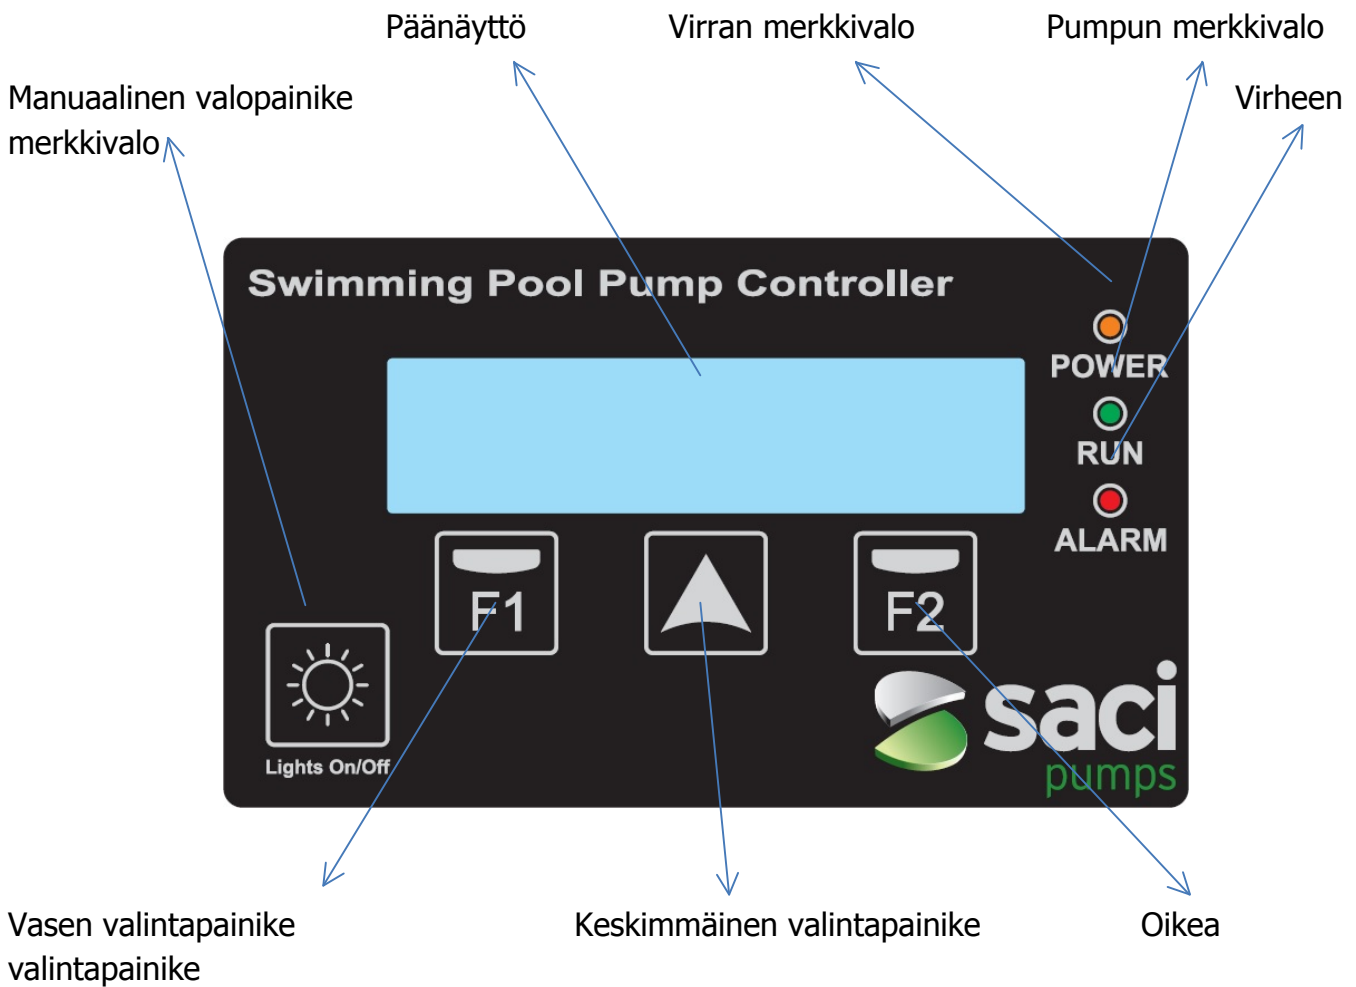 Päänäyttö Virran merkkivalo Pumpun merkkivalo
Manuaalinen valopainike Virheen
merkkivalo
Swimming Pool Pump Controller
POWER
RUN
ALARM
F1
F2
Lights On/Off
saci
pumps
Vasen valintapainike Keskimmäinen valintapainike Oikea
valintapainike